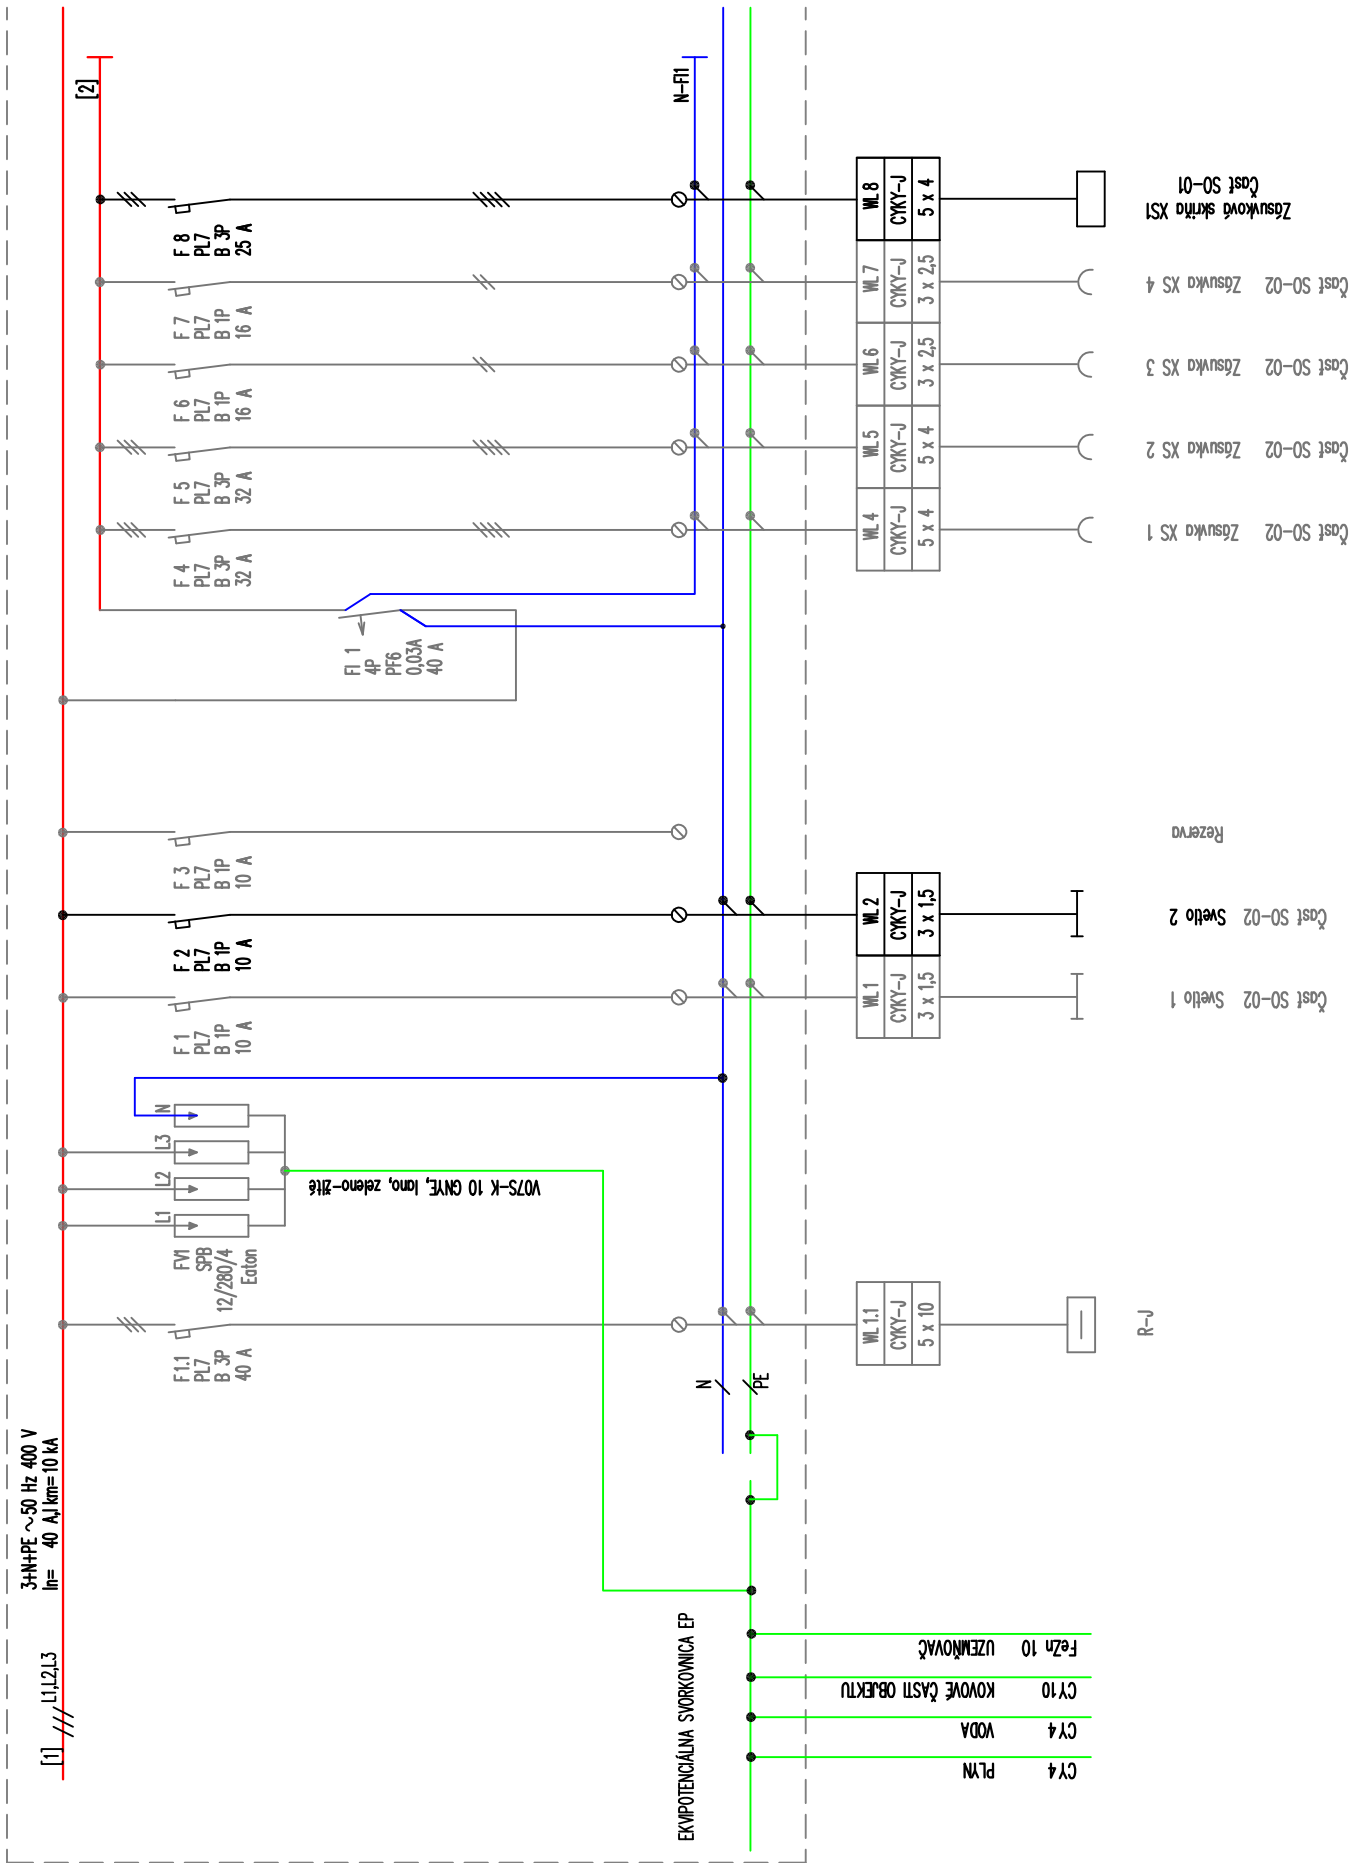 [2]
N-FI1
F 8
PL7
B 3P
25 A
WL 8
CYKY-J
5 x 4
Zásuvková skriňa XS1
Časť SO-01
F 7
PL7
B 1P
16 A
WL 7
CYKY-J
3 x 2,5
Časť SO-02 Zásuvka XS 4
F 6
PL7
B 1P
16 A
WL 6
CYKY-J
3 x 2,5
Časť SO-02 Zásuvka XS 3
F 5
PL7
B 3P
32 A
WL 5
CYKY-J
5 x 4
Časť SO-02 Zásuvka XS 2
F 4
PL7
B 3P
32 A
WL 4
CYKY-J
5 x 4
Časť SO-02 Zásuvka XS 1
FI 1
4P
PF6
0,03A
40 A
F 3
PL7
B 1P
10 A
Rezerva
F 2
PL7
B 1P
10 A
WL 2
CYKY-J
3 x 1,5
Časť SO-02 Svetlo 2
F 1
PL7
B 1P
10 A
WL 1
CYKY-J
3 x 1,5
Časť SO-02 Svetlo 1
N
L3
L2
L1
FV1
SPB
12/280/4
Eaton
V07S-K 10 GNYE, lano, zeleno-žlté
F1.1
PL7
B 3P
40 A
WL 1.1
CYKY-J
5 x 10
R-J
N
PE
3+N+PE ~50 Hz 400 V
In= 40 A,I km=10 kA
[1]
L1,L2,L3
EKVIPOTENCIÁLNA SVORKOVNICA EP
FeZn 10 UZEMŇOVAČ
CY10 KOVOVÉ ČASTI OBJEKTU
CY4 VODA
CY4 PLYN